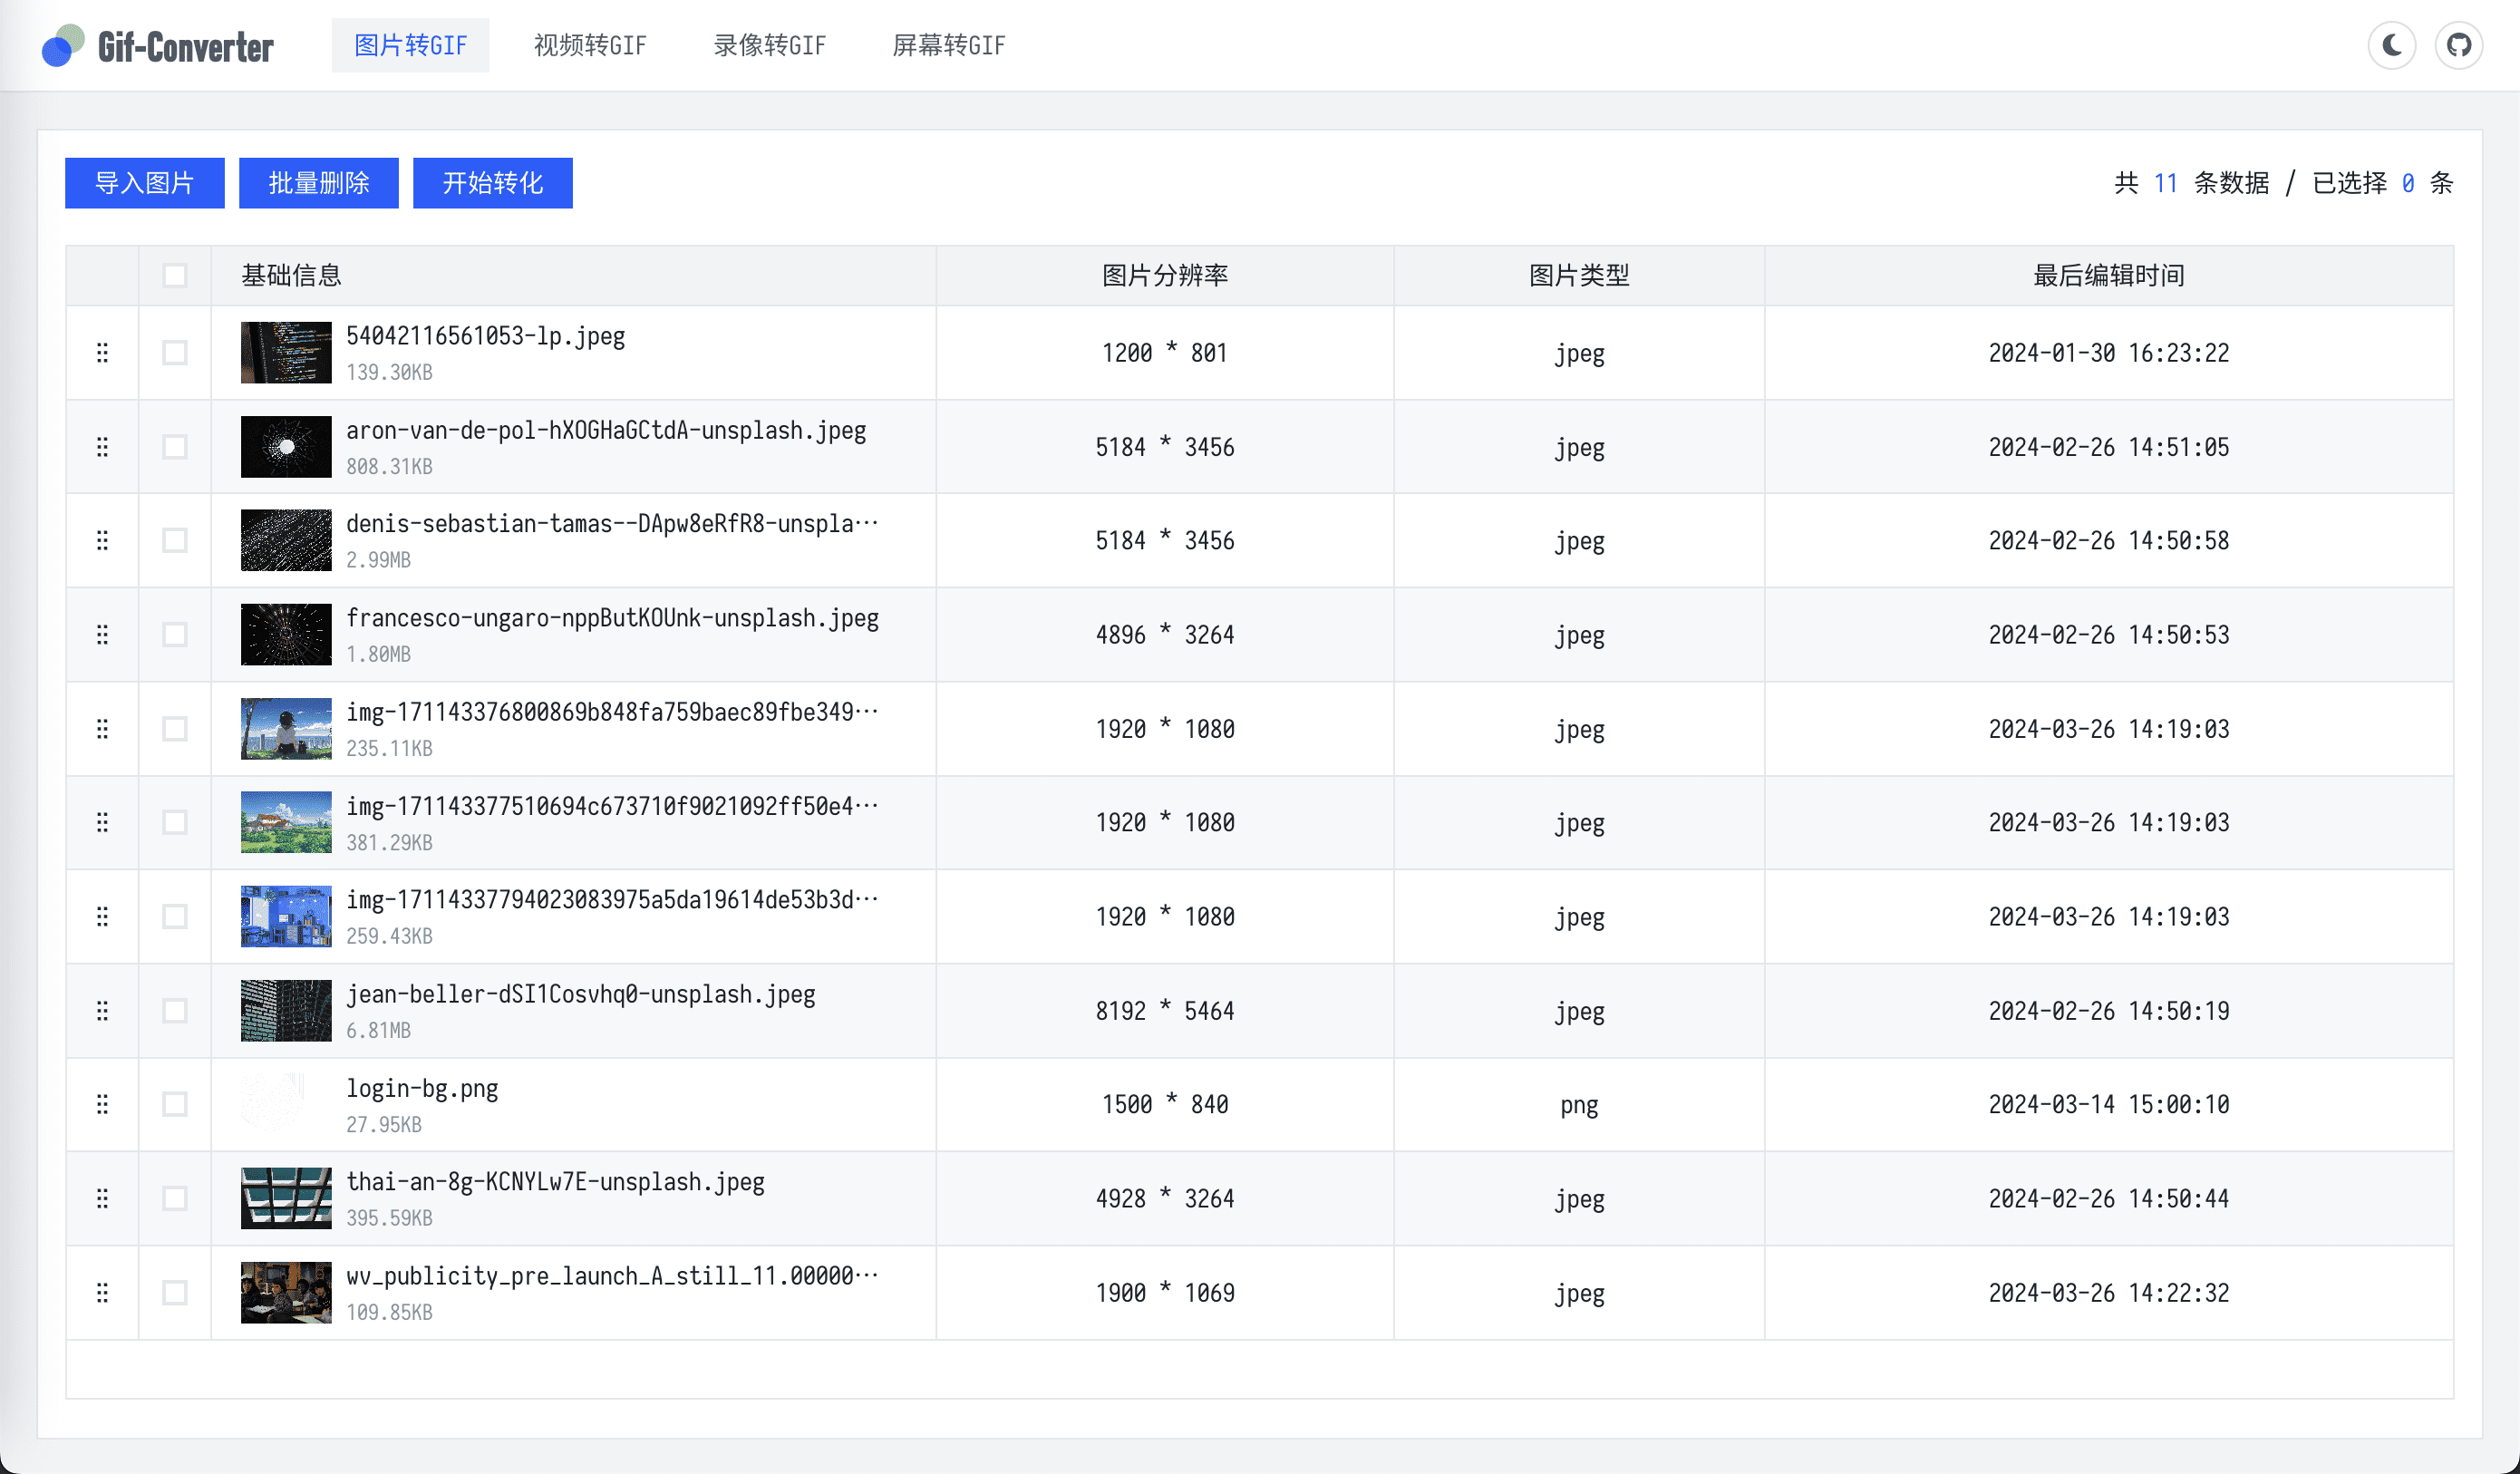 Gif-Converter 图片转GIF 视频转GIF 录像转GIF 屏幕转GIF
导入图片 批量删除 开始转化 共 11 条数据 / 已选择 0 条
基础信息 图片分辨率 图片类型 最后编辑时间
54042116561053-lp.jpeg
139.30KB
1200 * 801 jpeg 2024-01-30 16:23:22
aron-van-de-pol-hXOGHaGCtdA-unsplash.jpeg
808.31KB
5184 * 3456 jpeg 2024-02-26 14:51:05
denis-sebastian-tamas--DApw8eRfR8-unspla…
2.99MB
5184 * 3456 jpeg 2024-02-26 14:50:58
francesco-ungaro-nppButKOUnk-unsplash.jpeg
1.80MB
4896 * 3264 jpeg 2024-02-26 14:50:53
img-171143376800869b848fa759baec89fbe349…
235.11KB
1920 * 1080 jpeg 2024-03-26 14:19:03
img-171143377510694c673710f9021092ff50e4…
381.29KB
1920 * 1080 jpeg 2024-03-26 14:19:03
img-17114337794023083975a5da19614de53b3d…
259.43KB
1920 * 1080 jpeg 2024-03-26 14:19:03
jean-beller-dSI1Cosvhq0-unsplash.jpeg
6.81MB
8192 * 5464 jpeg 2024-02-26 14:50:19
login-bg.png
27.95KB
1500 * 840 png 2024-03-14 15:00:10
thai-an-8g-KCNYLw7E-unsplash.jpeg
395.59KB
4928 * 3264 jpeg 2024-02-26 14:50:44
wv_publicity_pre_launch_A_still_11.00000…
109.85KB
1900 * 1069 jpeg 2024-03-26 14:22:32